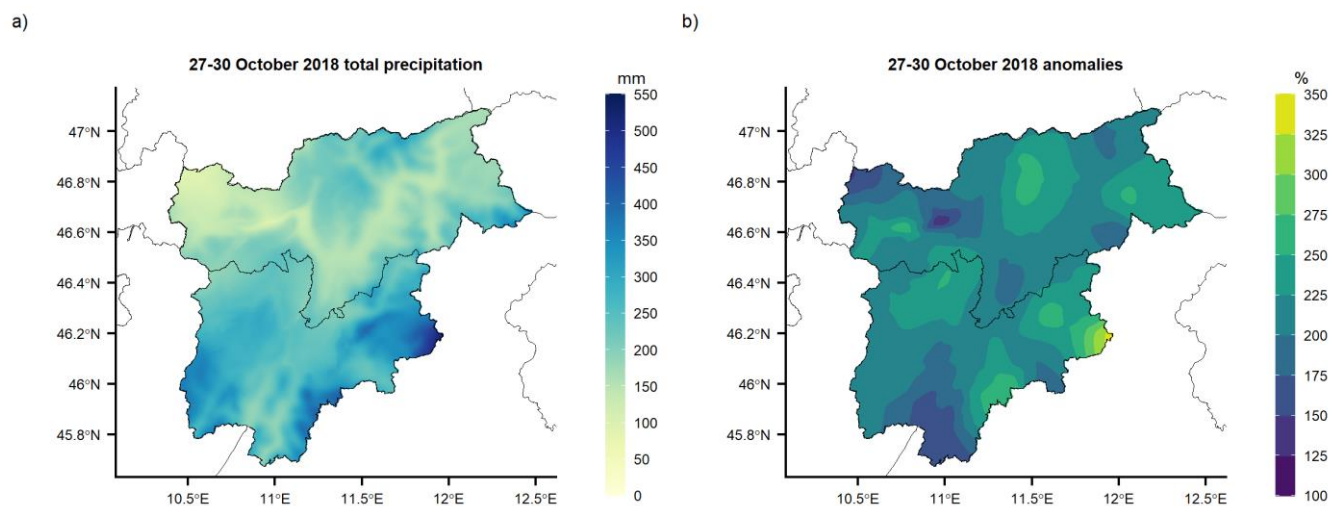 a)
27-30 October 2018 total precipitation
mm
550
500
450
400
350
300
250
200
150
100
50
0
47°N
46.8°N
46.6°N
46.4°N
46.2°N
46°N
45.8°N
10.5°E 11°E 11.5°E 12°E 12.5°E
b)
27-30 October 2018 anomalies
%
350
325
300
275
250
225
200
175
150
125
100
47°N
46.8°N
46.6°N
46.4°N
46.2°N
46°N
45.8°N
10.5°E 11°E 11.5°E 12°E 12.5°E